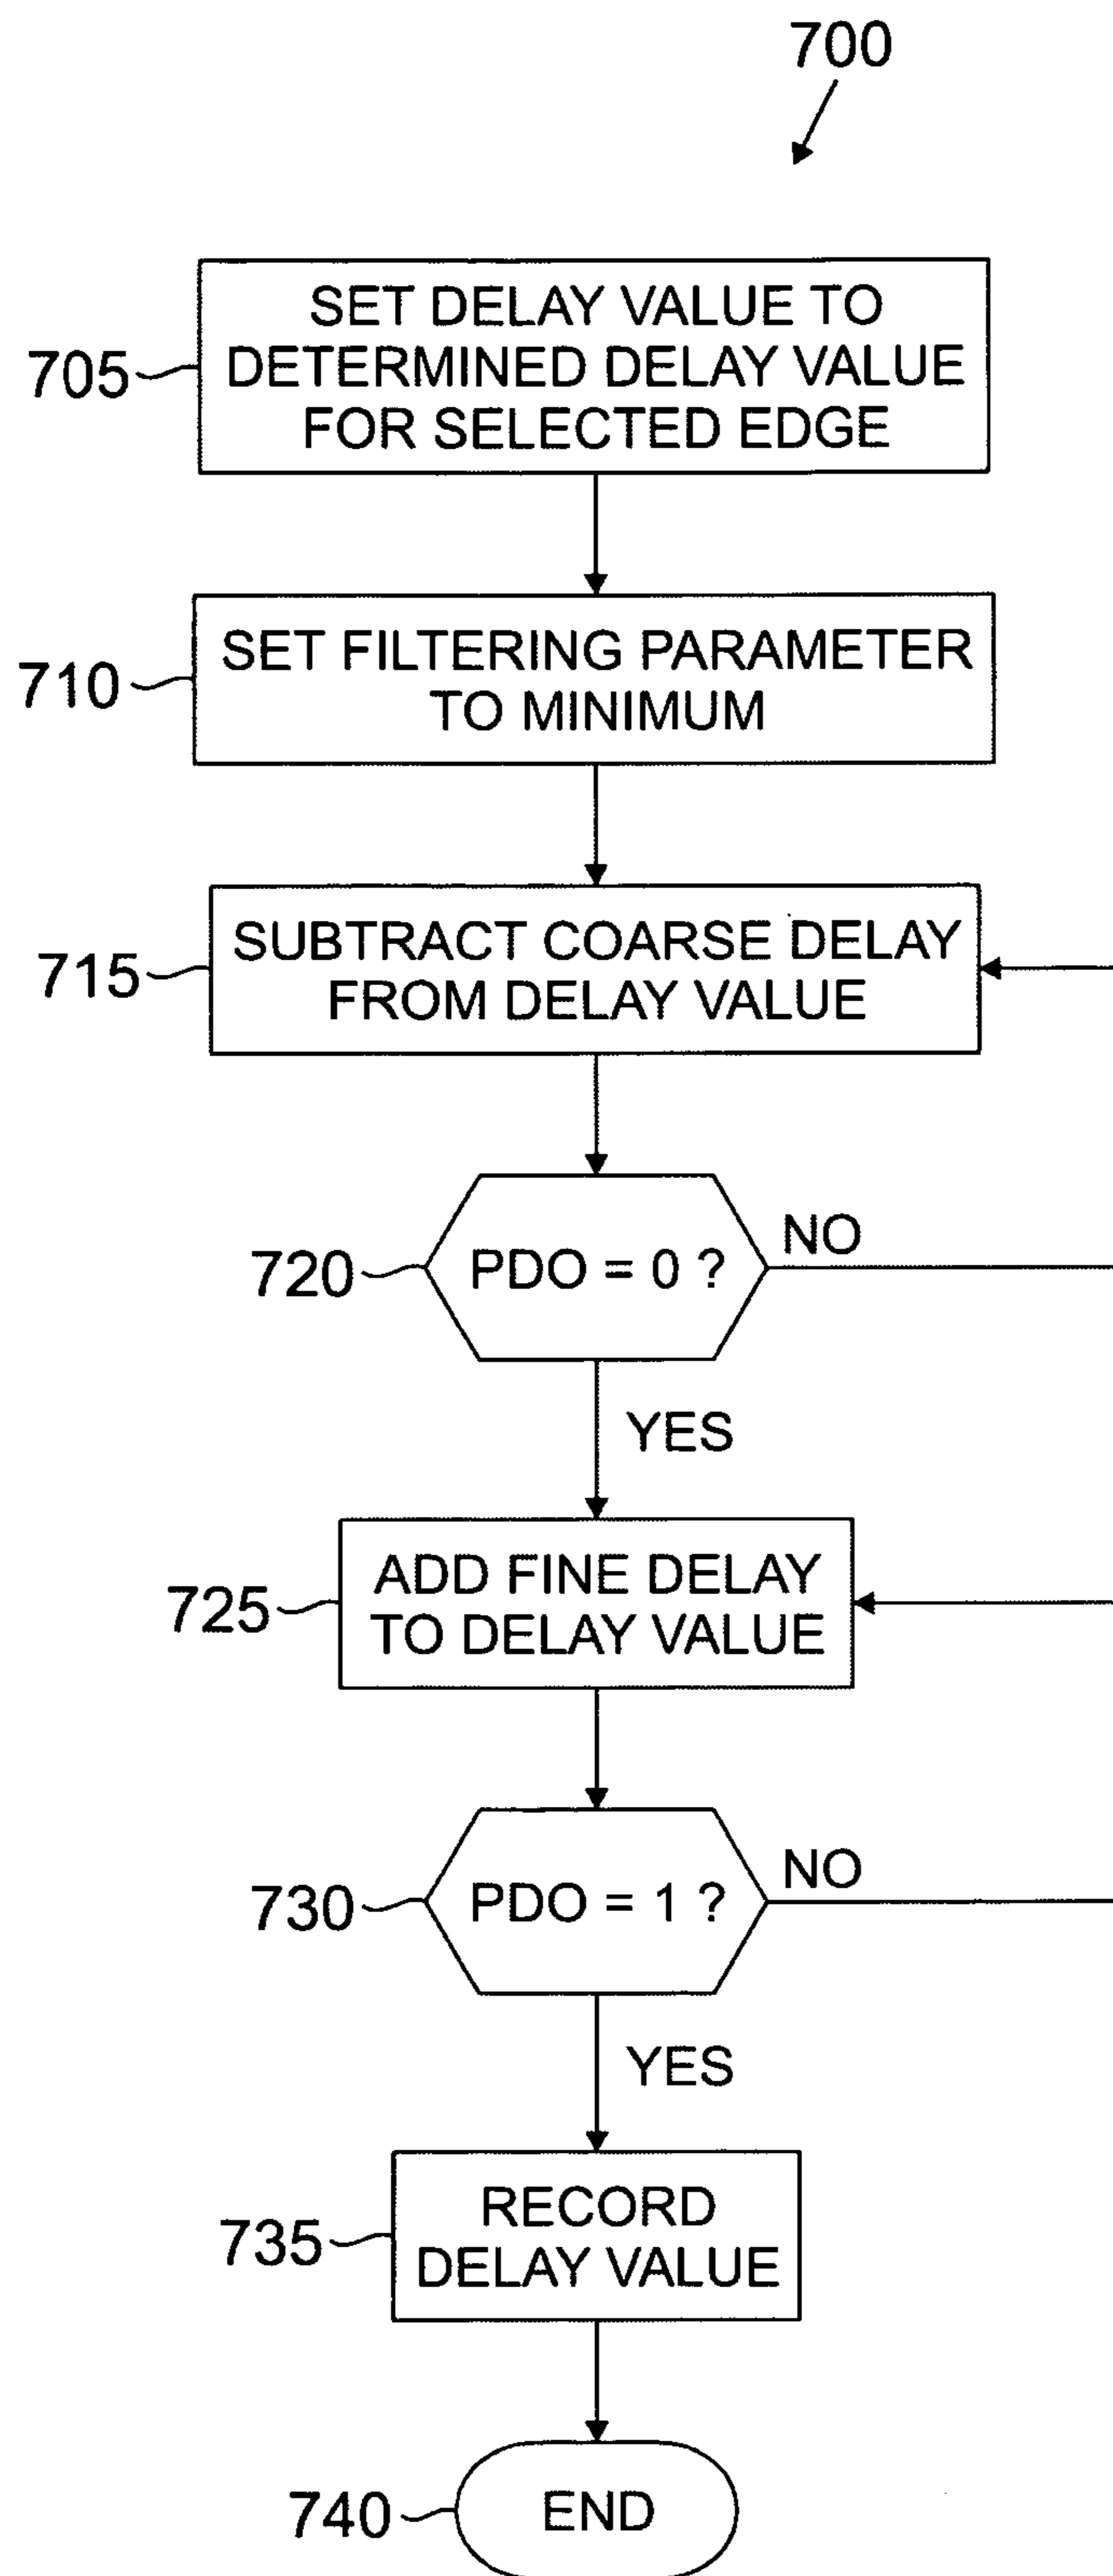 700
705
SET DELAY VALUE TO
DETERMINED DELAY VALUE
FOR SELECTED EDGE
710
SET FILTERING PARAMETER
TO MINIMUM
715
SUBTRACT COARSE DELAY
FROM DELAY VALUE
720
PDO = 0 ?
NO
YES
725
ADD FINE DELAY
TO DELAY VALUE
730
PDO = 1 ?
NO
YES
735
RECORD
DELAY VALUE
740
END